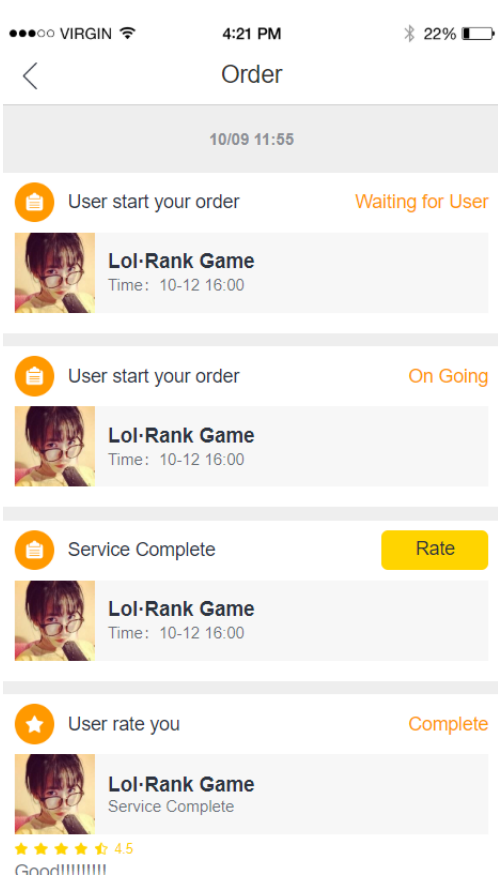 VIRGIN 4:21 PM 22%
Order
10/09 11:55
User start your order Waiting for User
Lol·Rank Game
Time： 10-12 16:00
User start your order On Going
Lol·Rank Game
Time： 10-12 16:00
Service Complete Rate
Lol·Rank Game
Time： 10-12 16:00
User rate you Complete
Lol·Rank Game
Service Complete
4.5
Good!!!!!!!!!